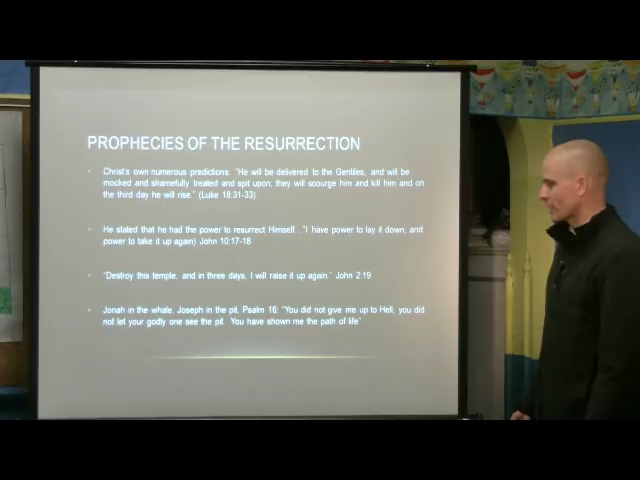 PROPHECIES OF THE RESURRECTION
Christ's own numerous predictions: "He will be delivered to the Gentiles, and will be
mocked and shamefully treated and spit upon; they will scourge him and kill him and on
the third day he will rise." (Luke 18:31-33)
He stated that he had the power to resurrect Himself..."I have power to lay it down, and
power to take it up again) John 10:17-18
"Destroy this temple, and in three days, I will raise it up again." John 2:19
Jonah in the whale, Joseph in the pit, Psalm 16: "You did not give me up to Hell, you did
not let your godly one see the pit. You have shown me the path of life"